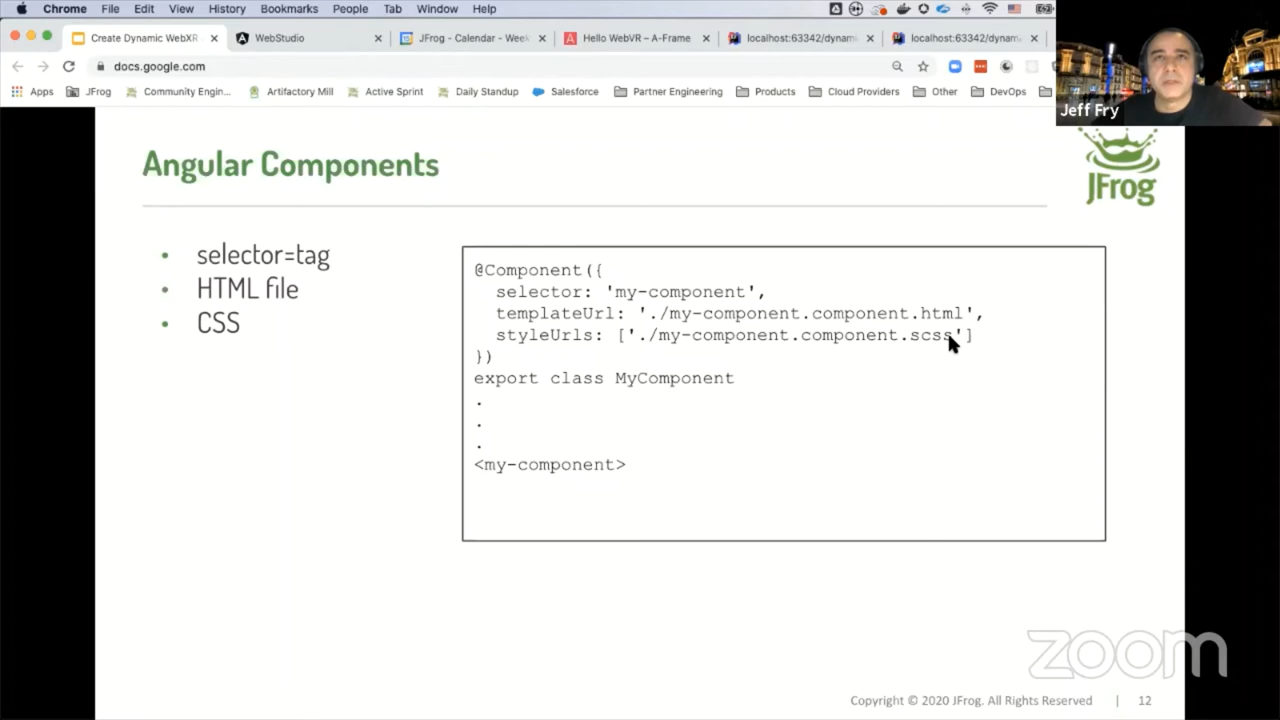 Chrome File Edit View History Bookmarks People Tab Window Help
Create Dynamic WebXR
WebStudio
JFrog - Calendar - Week
Hello WebVR – A-Frame
localhost:63342/dynam
localhost:63342/dynam
docs.google.com
Apps JFrog Community Engin... Artifactory Mill Active Sprint Daily Standup Salesforce Partner Engineering Products Cloud Providers Other DevOps
Jeff Fry
Angular Components
JFrog
• selector=tag
• HTML file
• CSS
@Component({
selector: 'my-component',
templateUrl: './my-component.component.html',
styleUrls: ['./my-component.component.scss']
})
export class MyComponent
.
.
.
<my-component>
zoom
Copyright © 2020 JFrog. All Rights Reserved | 12